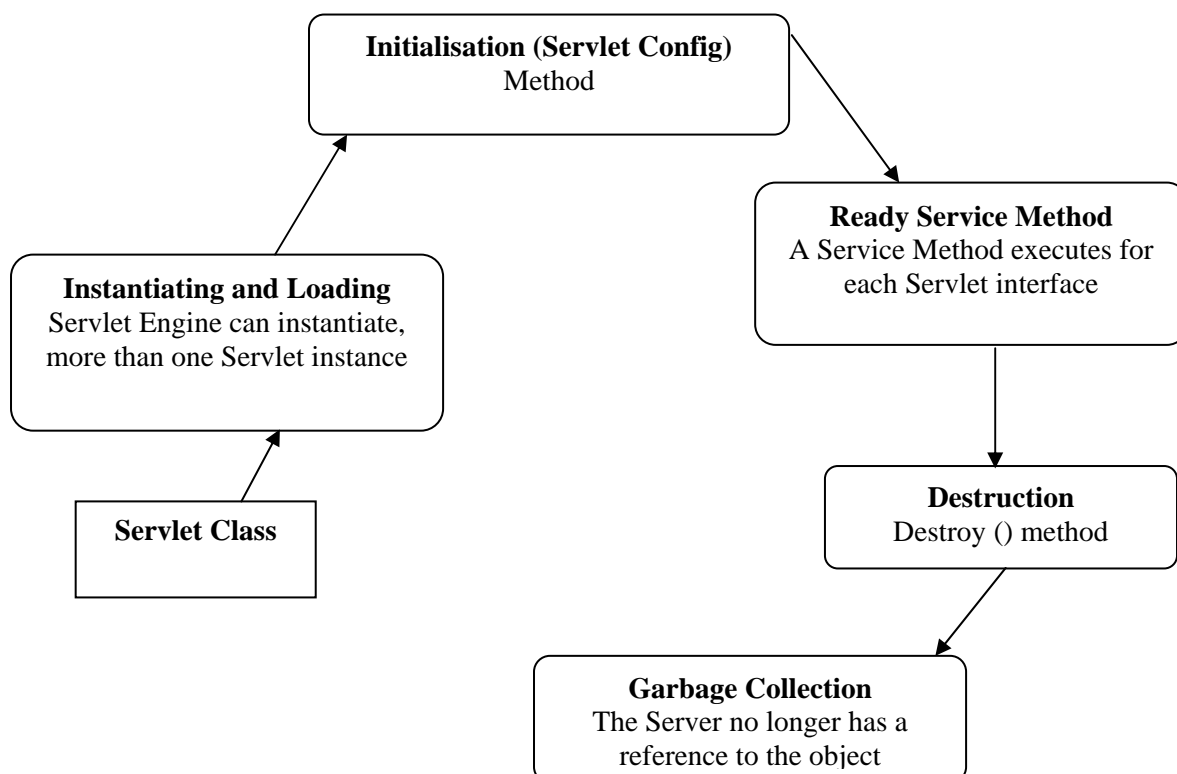 Initialisation (Servlet Config)
Method
Ready Service Method
A Service Method executes for
each Servlet interface
Instantiating and Loading
Servlet Engine can instantiate,
more than one Servlet instance
Servlet Class
Destruction
Destroy () method
Garbage Collection
The Server no longer has a
reference to the object